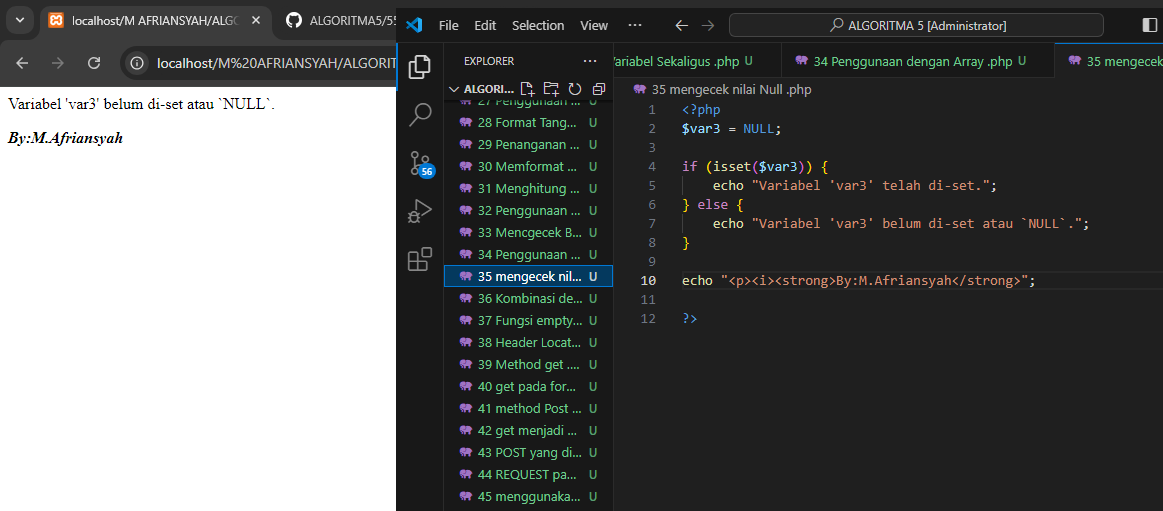 localhost/M AFRIANSYAH/ALGO
ALGORITMA5/55
localhost/M%20AFRIANSYAH/ALGORIT
Variabel 'var3' belum di-set atau `NULL`.
By:M.Afriansyah
File Edit Selection View ...
ALGORITMA 5 [Administrator]
EXPLORER ...
ALGORI...
27 Penggunaan ... U
28 Format Tang... U
29 Penanganan ... U
30 Memformat ... U
31 Menghitung ... U
32 Penggunaan ... U
33 Mencgecek B... U
34 Penggunaan ... U
35 mengecek nil... U
36 Kombinasi de... U
37 Fungsi empty... U
38 Header Locat... U
39 Method get .... U
40 get pada for... U
41 method Post ... U
42 get menjadi ... U
43 POST yang di... U
44 REQUEST pa... U
45 menggunaka... U
56
ariabel Sekaligus .php U
34 Penggunaan dengan Array .php U
35 mengecek
35 mengecek nilai Null .php
1 <?php
2 $var3 = NULL;
3
4 if (isset($var3)) {
5 echo "Variabel 'var3' telah di-set.";
6 } else {
7 echo "Variabel 'var3' belum di-set atau `NULL`.";
8 }
9
10 echo "<p><i><strong>By:M.Afriansyah</strong>";
11
12 ?>